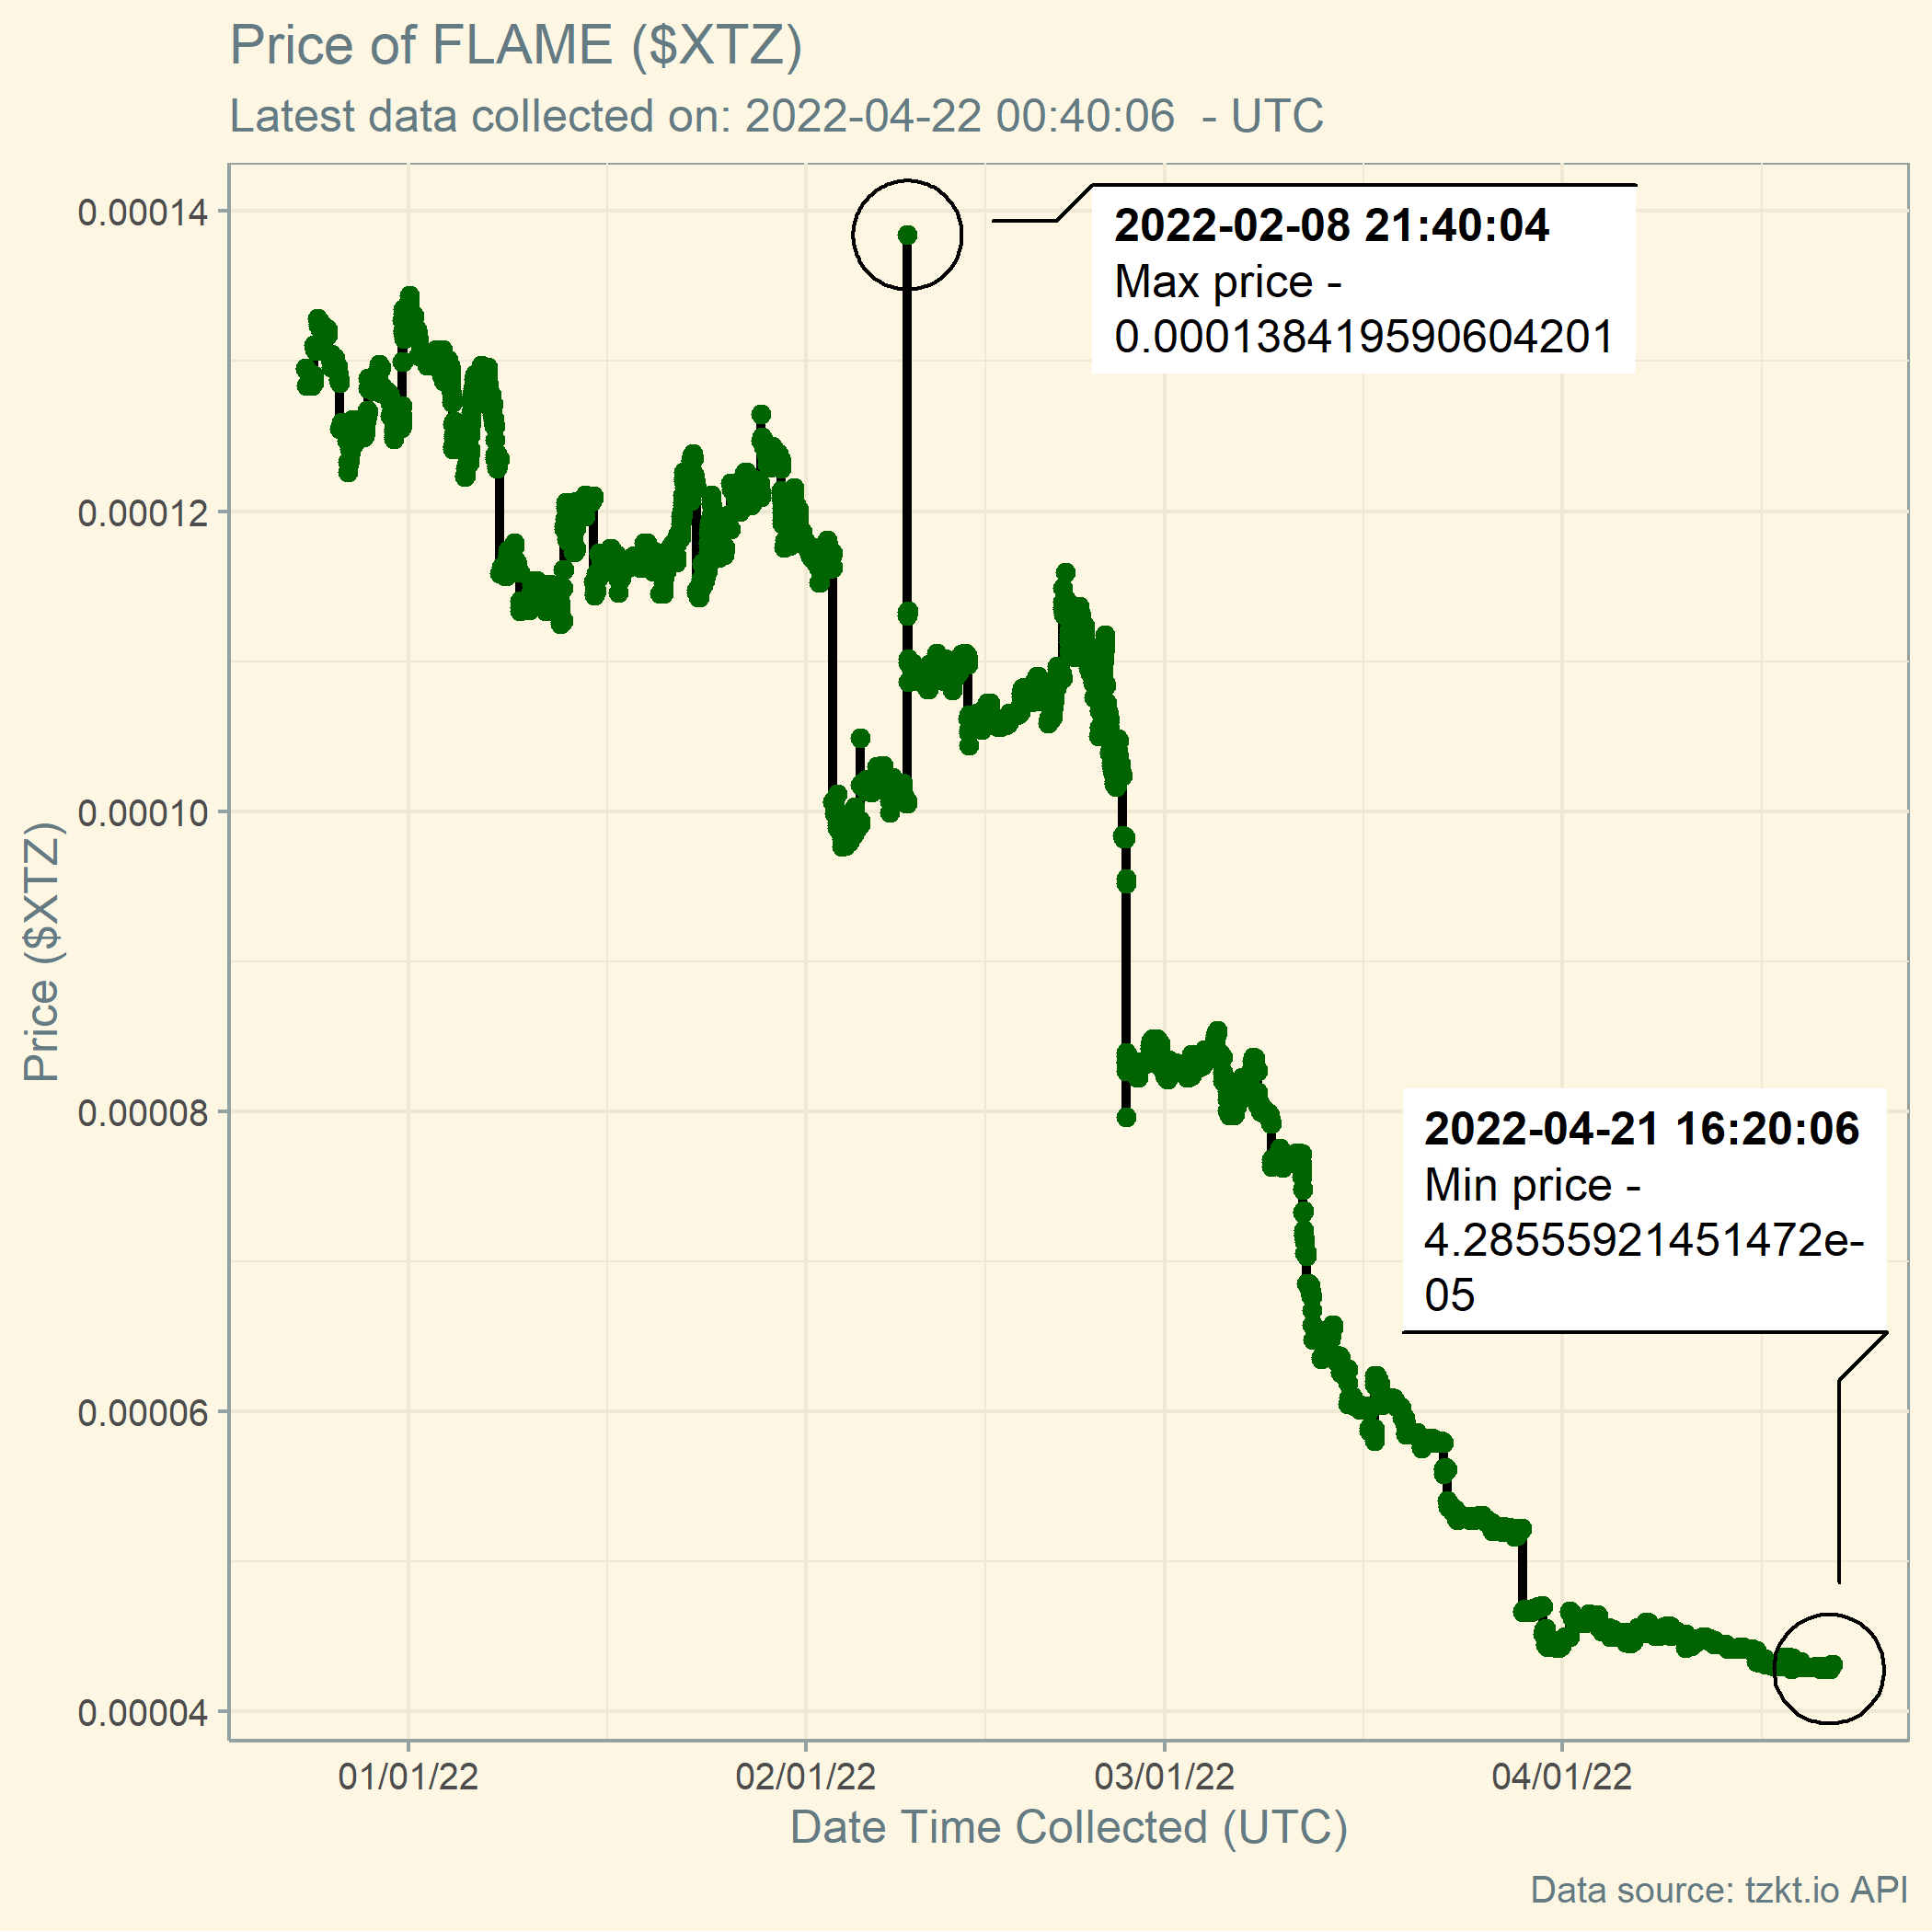 Price of FLAME ($XTZ)
Latest data collected on: 2022-04-22 00:40:06  - UTC
2022-02-08 21:40:04
Max price -
0.000138419590604201
2022-04-21 16:20:06
Min price -
4.28555921451472e-
05
Price ($XTZ)
0.00014
0.00012
0.00010
0.00008
0.00006
0.00004
01/01/22
02/01/22
03/01/22
04/01/22
Date Time Collected (UTC)
Data source: tzkt.io API